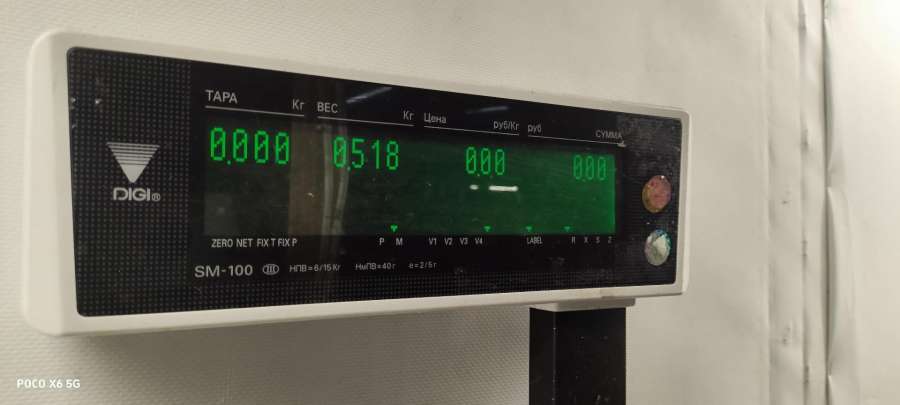 ТАРА Кг ВЕС Кг Цена руб/Кг руб СУММА
0.000 0.518 0.00 0.00
DIGI®
ZERO NET FIX T FIX P P M V1 V2 V3 V4 LABEL R X S Z
SM-100 III НПВ=6/15 Кг НмПВ=40 г e=2/5 г
POCO X6 5G